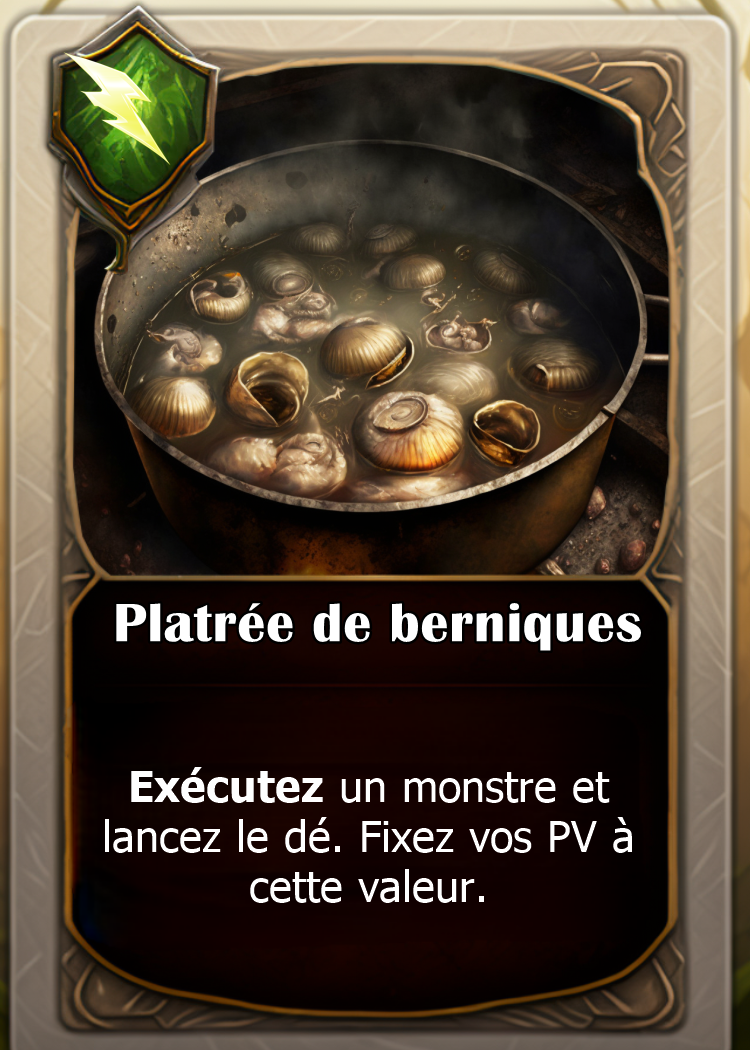 Platrée de berniques
Exécutez un monstre et
lancez le dé. Fixez vos PV à
cette valeur.